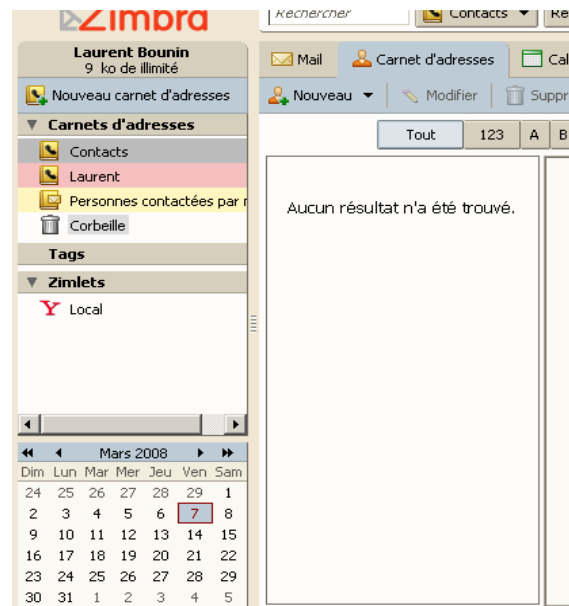 Zimbra
Rechercher Contacts Re
Laurent Bounin
9 ko de illimité
Mail Carnet d'adresses Cal
Nouveau carnet d'adresses
Nouveau Modifier Suppr
Carnets d'adresses
Tout 123 A B
Contacts
Laurent
Personnes contactées par
Corbeille
Aucun résultat n'a été trouvé.
Tags
Zimlets
Y Local
Mars 2008
Dim Lun Mar Mer Jeu Ven Sam
24 25 26 27 28 29 1
2 3 4 5 6 7 8
9 10 11 12 13 14 15
16 17 18 19 20 21 22
23 24 25 26 27 28 29
30 31 1 2 3 4 5